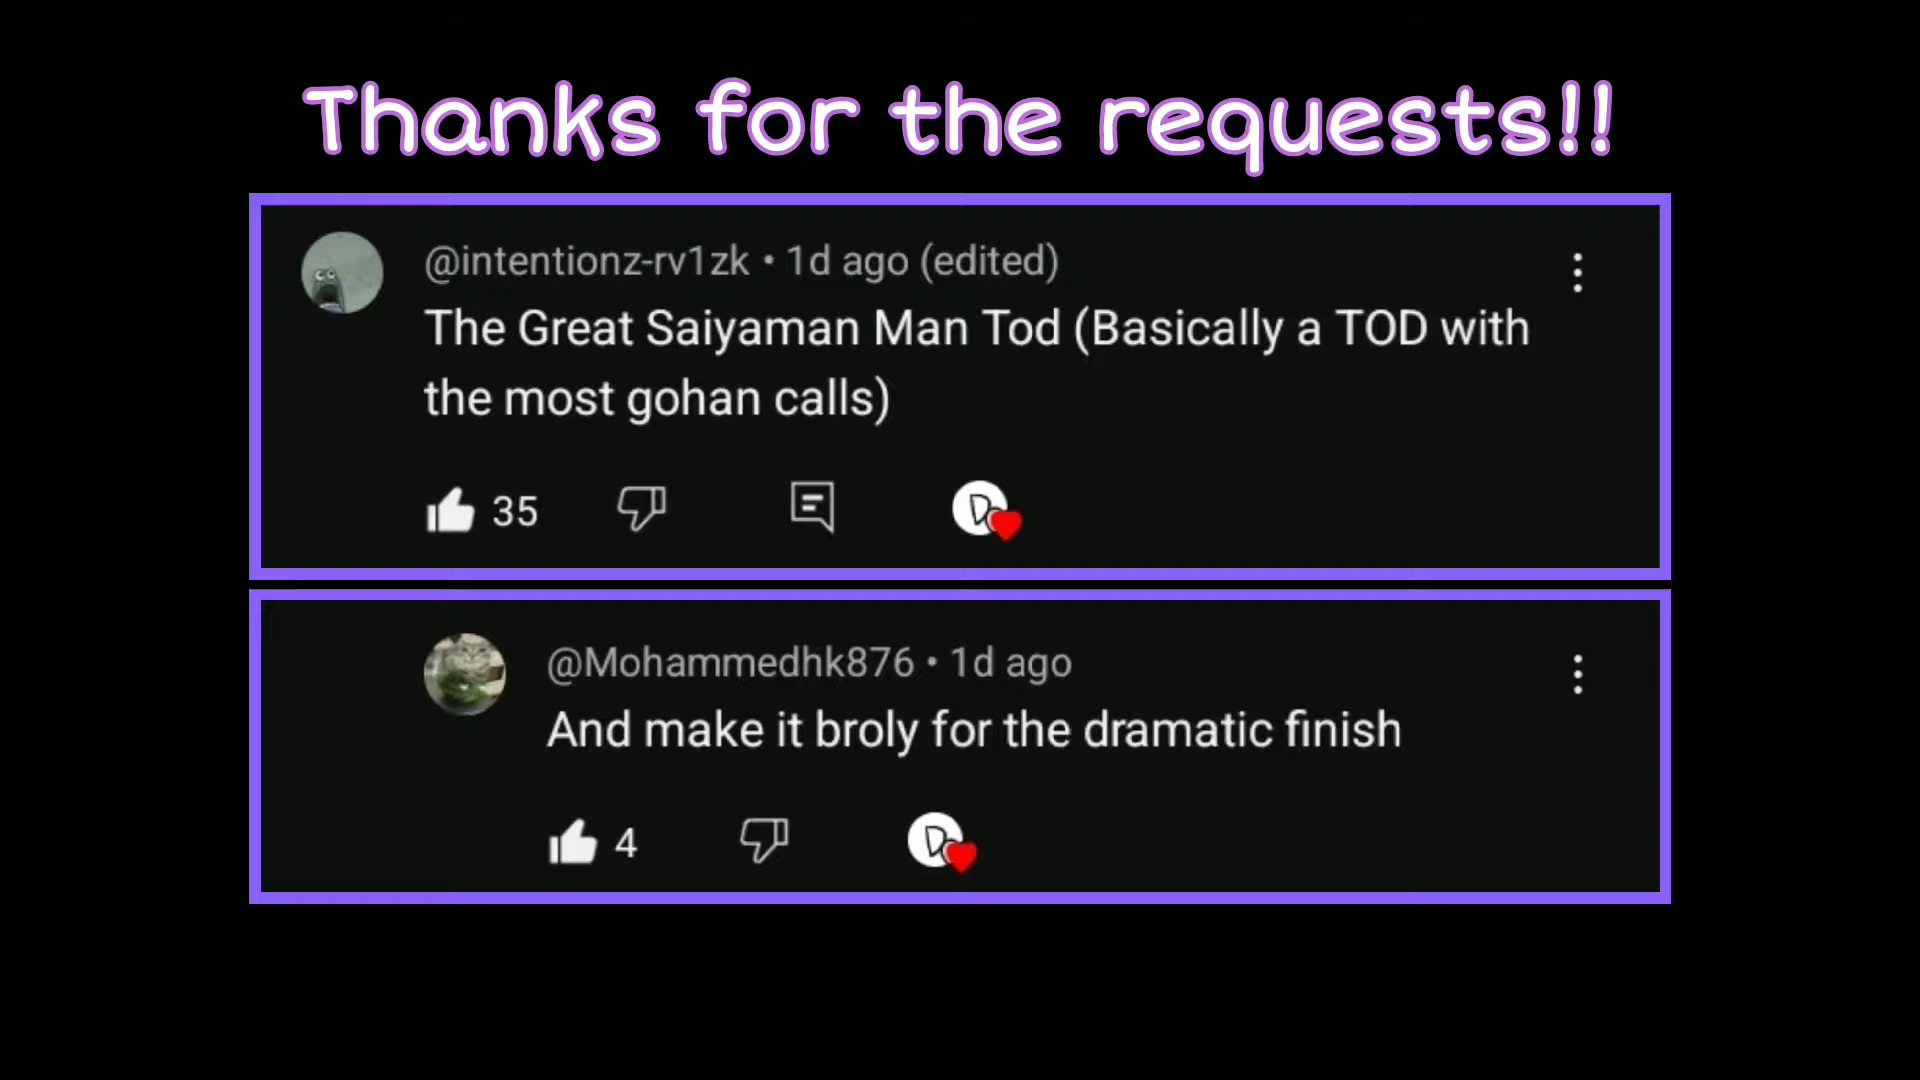 Thanks for the requests!!
@intentionz-rv1zk • 1d ago (edited)
The Great Saiyaman Man Tod (Basically a TOD with
the most gohan calls)
35
D
@Mohammedhk876 • 1d ago
And make it broly for the dramatic finish
4
D